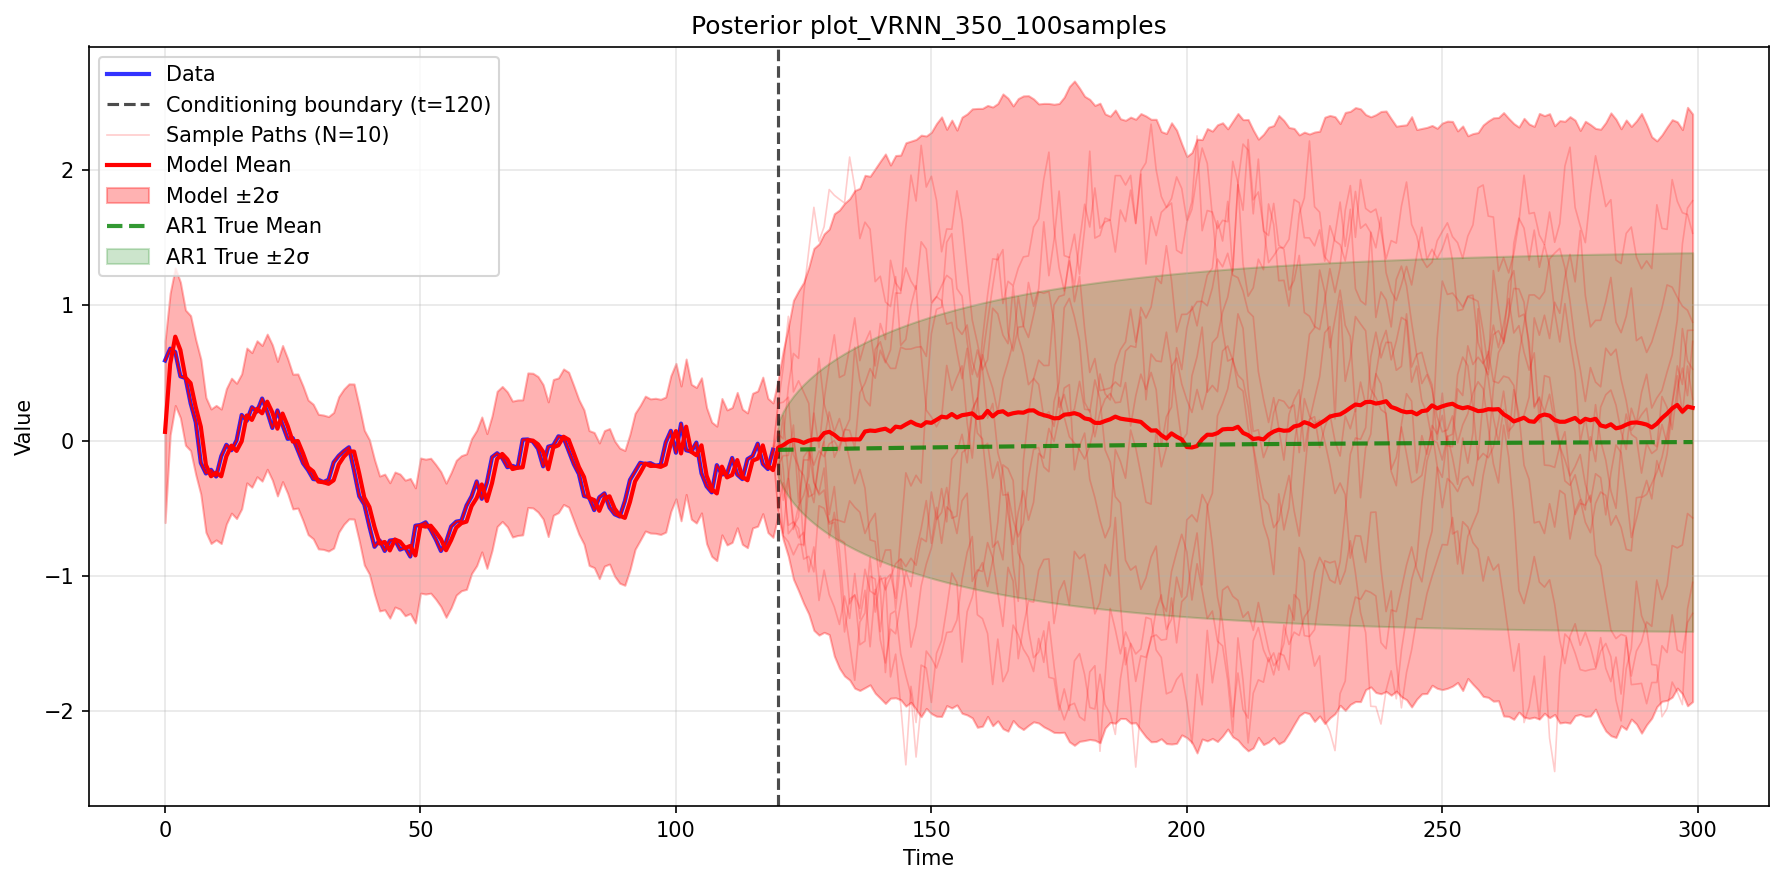 Posterior plot_VRNN_350_100samples
Data
Conditioning boundary (t=120)
Sample Paths (N=10)
Model Mean
Model ±2σ
AR1 True Mean
AR1 True ±2σ
Value
2
1
0
−1
−2
0 50 100 150 200 250 300
Time